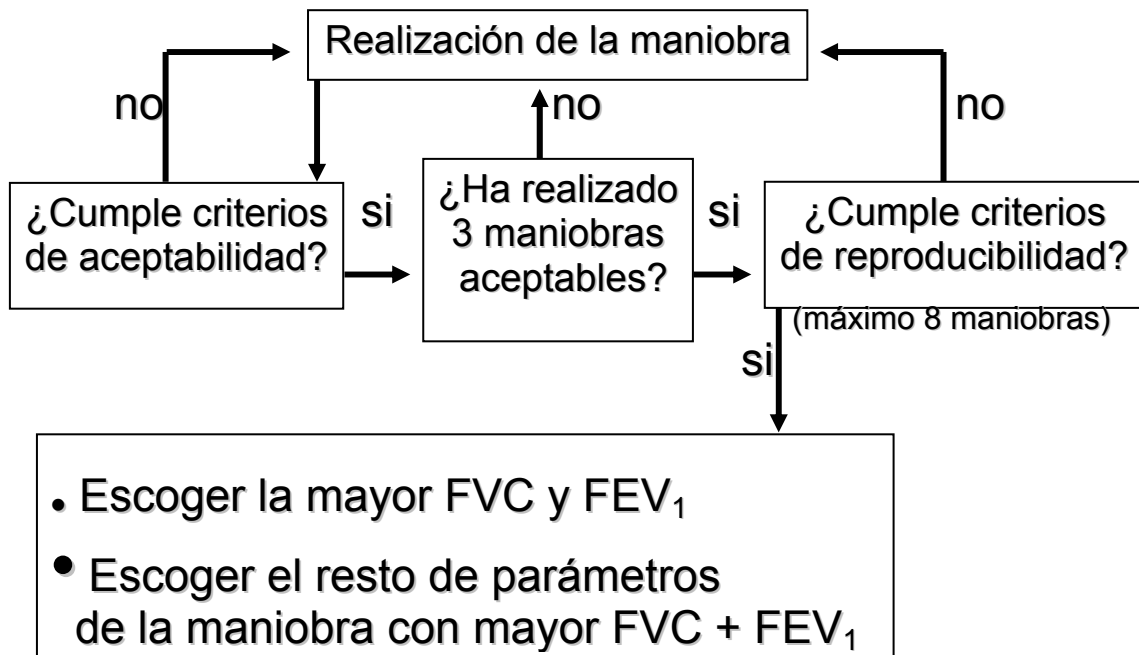 Realización de la maniobra
no
no
no
¿Cumple criterios
de aceptabilidad?
si
¿Ha realizado
3 maniobras
aceptables?
si
¿Cumple criterios
de reproducibilidad?
(máximo 8 maniobras)
si
. Escoger la mayor FVC y FEV₁
• Escoger el resto de parámetros
de la maniobra con mayor FVC + FEV₁